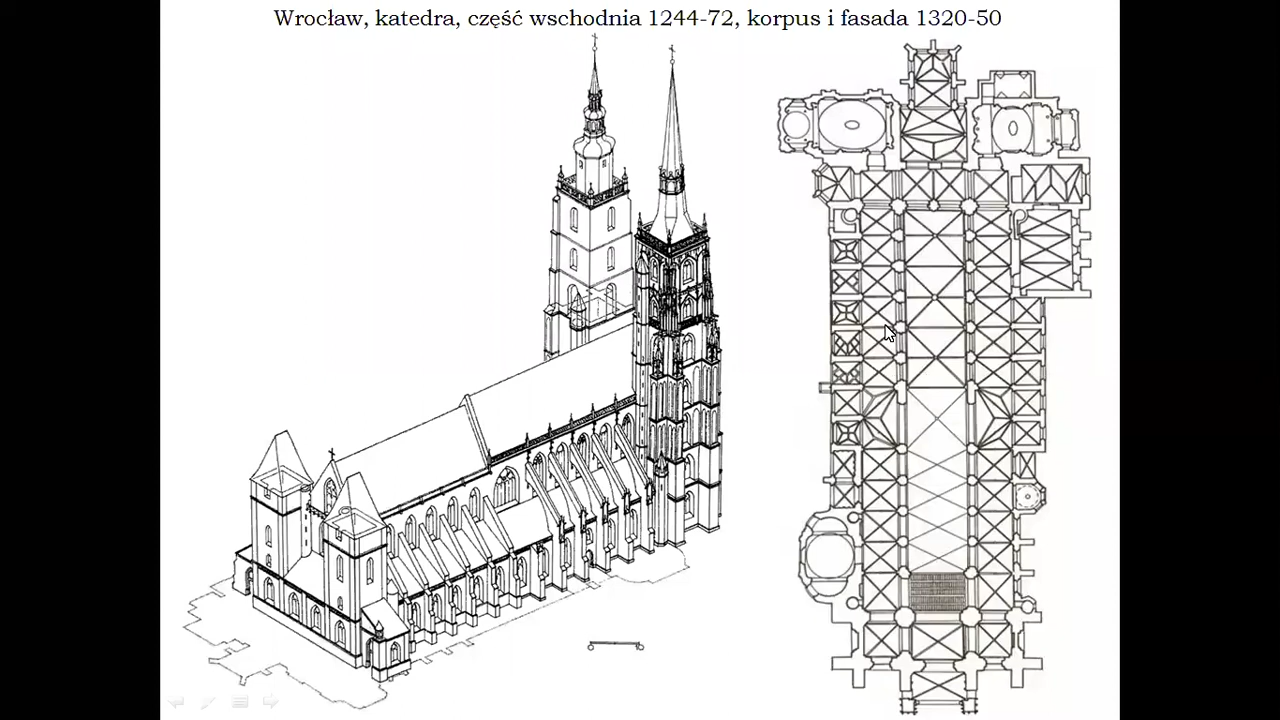 Wrocław, katedra, część wschodnia 1244-72, korpus i fasada 1320-50